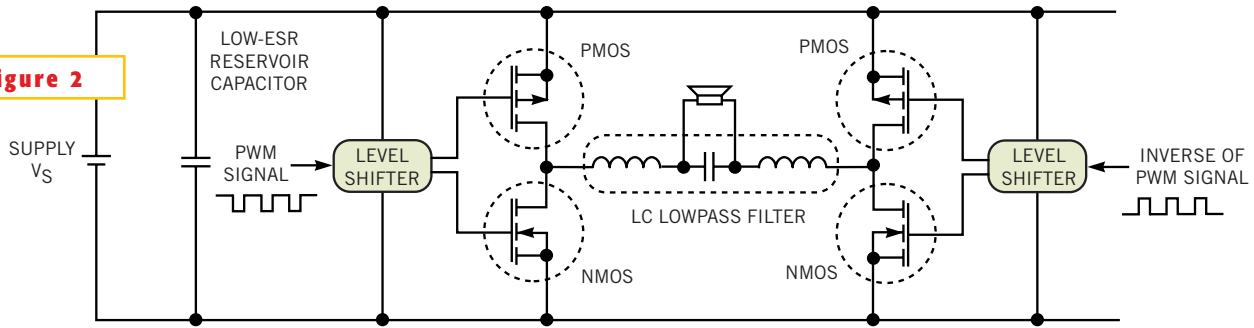 igure 2
SUPPLY
VS
LOW-ESR
RESERVOIR
CAPACITOR
PWM
SIGNAL
LEVEL
SHIFTER
PMOS
NMOS
LC LOWPASS FILTER
PMOS
NMOS
LEVEL
SHIFTER
INVERSE OF
PWM SIGNAL